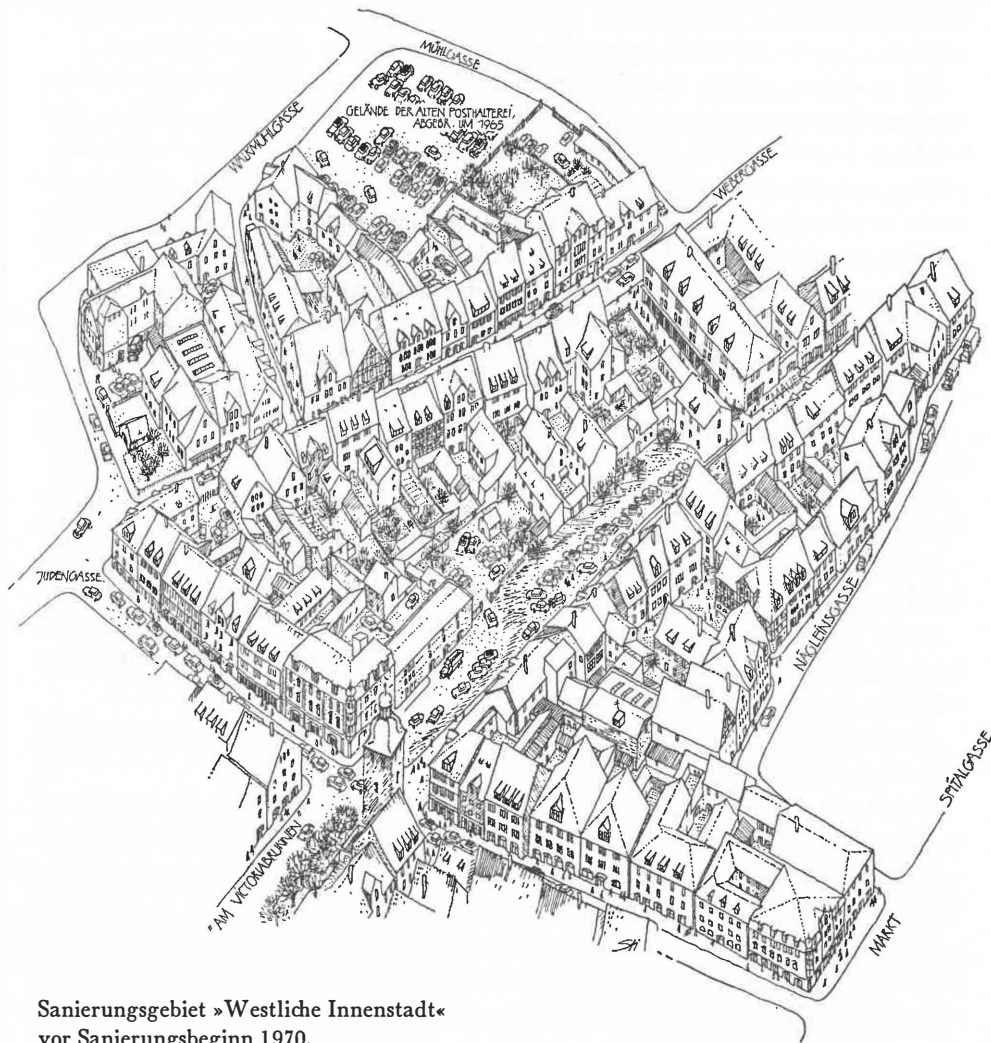 MÜHLGASSE
GELÄNDE DER ALTEN POSTHALTEREI,
ABGEBR. UM 1965
WALKMÜHLGASSE
WEBERGASSE
JUDENGASSE
NÄGLEINSGASSE
SPITALGASSE
"AM VICTORIABRUNNEN"
MARKT
Sanierungsgebiet »Westliche Innenstadt«
vor Sanierungsbeginn 1970.